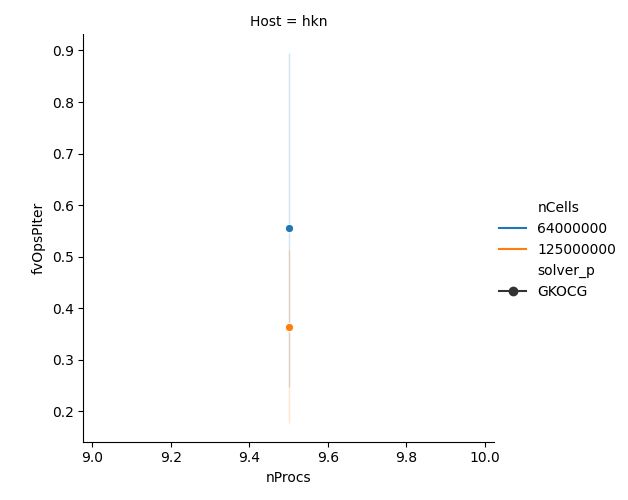 Host = hkn
0.9
0.8
0.7
0.6
0.5
0.4
0.3
0.2
fvOpsPIter
9.0 9.2 9.4 9.6 9.8 10.0
nProcs
nCells
64000000
125000000
solver_p
GKOCG